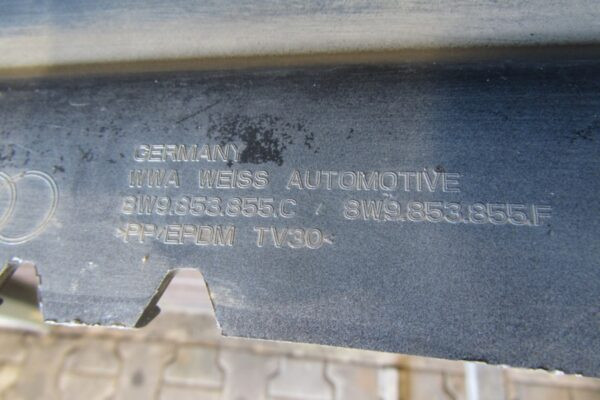 GERMANY
WWA WEISS AUTOMOTIVE
8W9.853.855.C / 8W9.853.855.F
>PP/EPDM TV30<